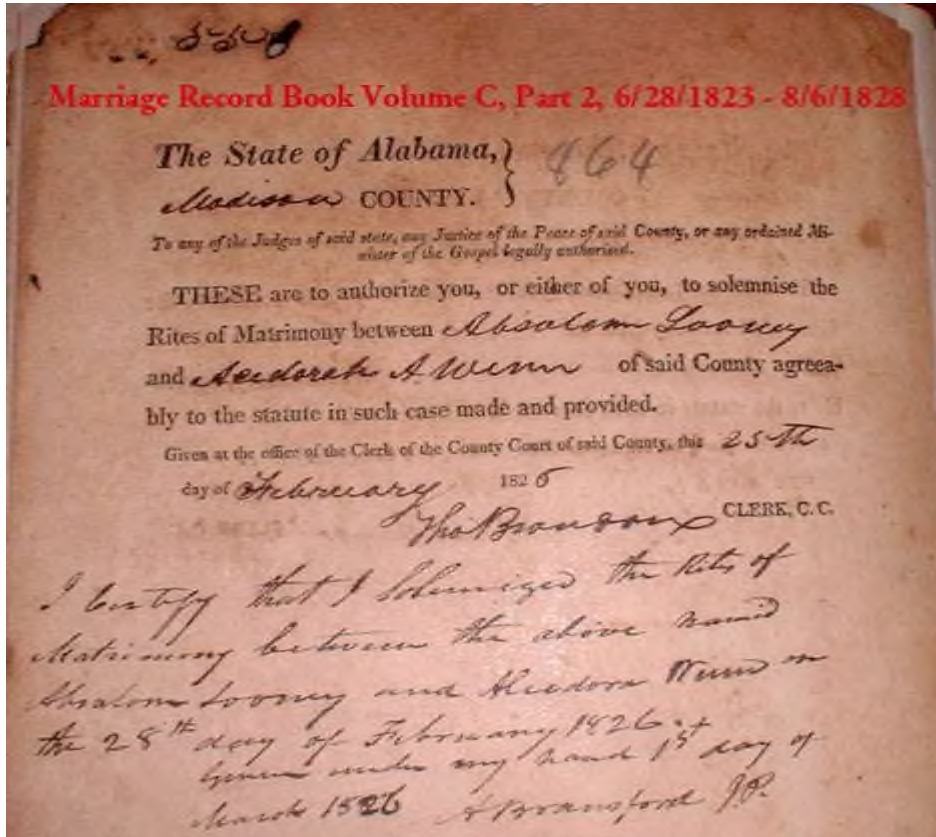 Marriage Record Book Volume C, Part 2, 6/28/1823 - 8/6/1828
The State of Alabama, }
864
Madison COUNTY.
To any of the Judges of said state, any Justice of the Peace of said County, or any ordained Mi-
nister of the Gospel legally authorised.
THESE are to authorize you, or either of you, to solemnise the
Rites of Matrimony between Absalom Looney
and A. Winn of said County agreea-
bly to the statute in such case made and provided.
Given at the office of the Clerk of the County Court of said County, this 25th
day of February 1826
Tho Brandon CLERK, C. C.
I Certify that I Solemnized the Rits of
Matrimony between the above named
Absalom Looney and Winn on
the 28th day of February 1826
Given under my hand 1st day of
March 1826 A Bransford J.P.